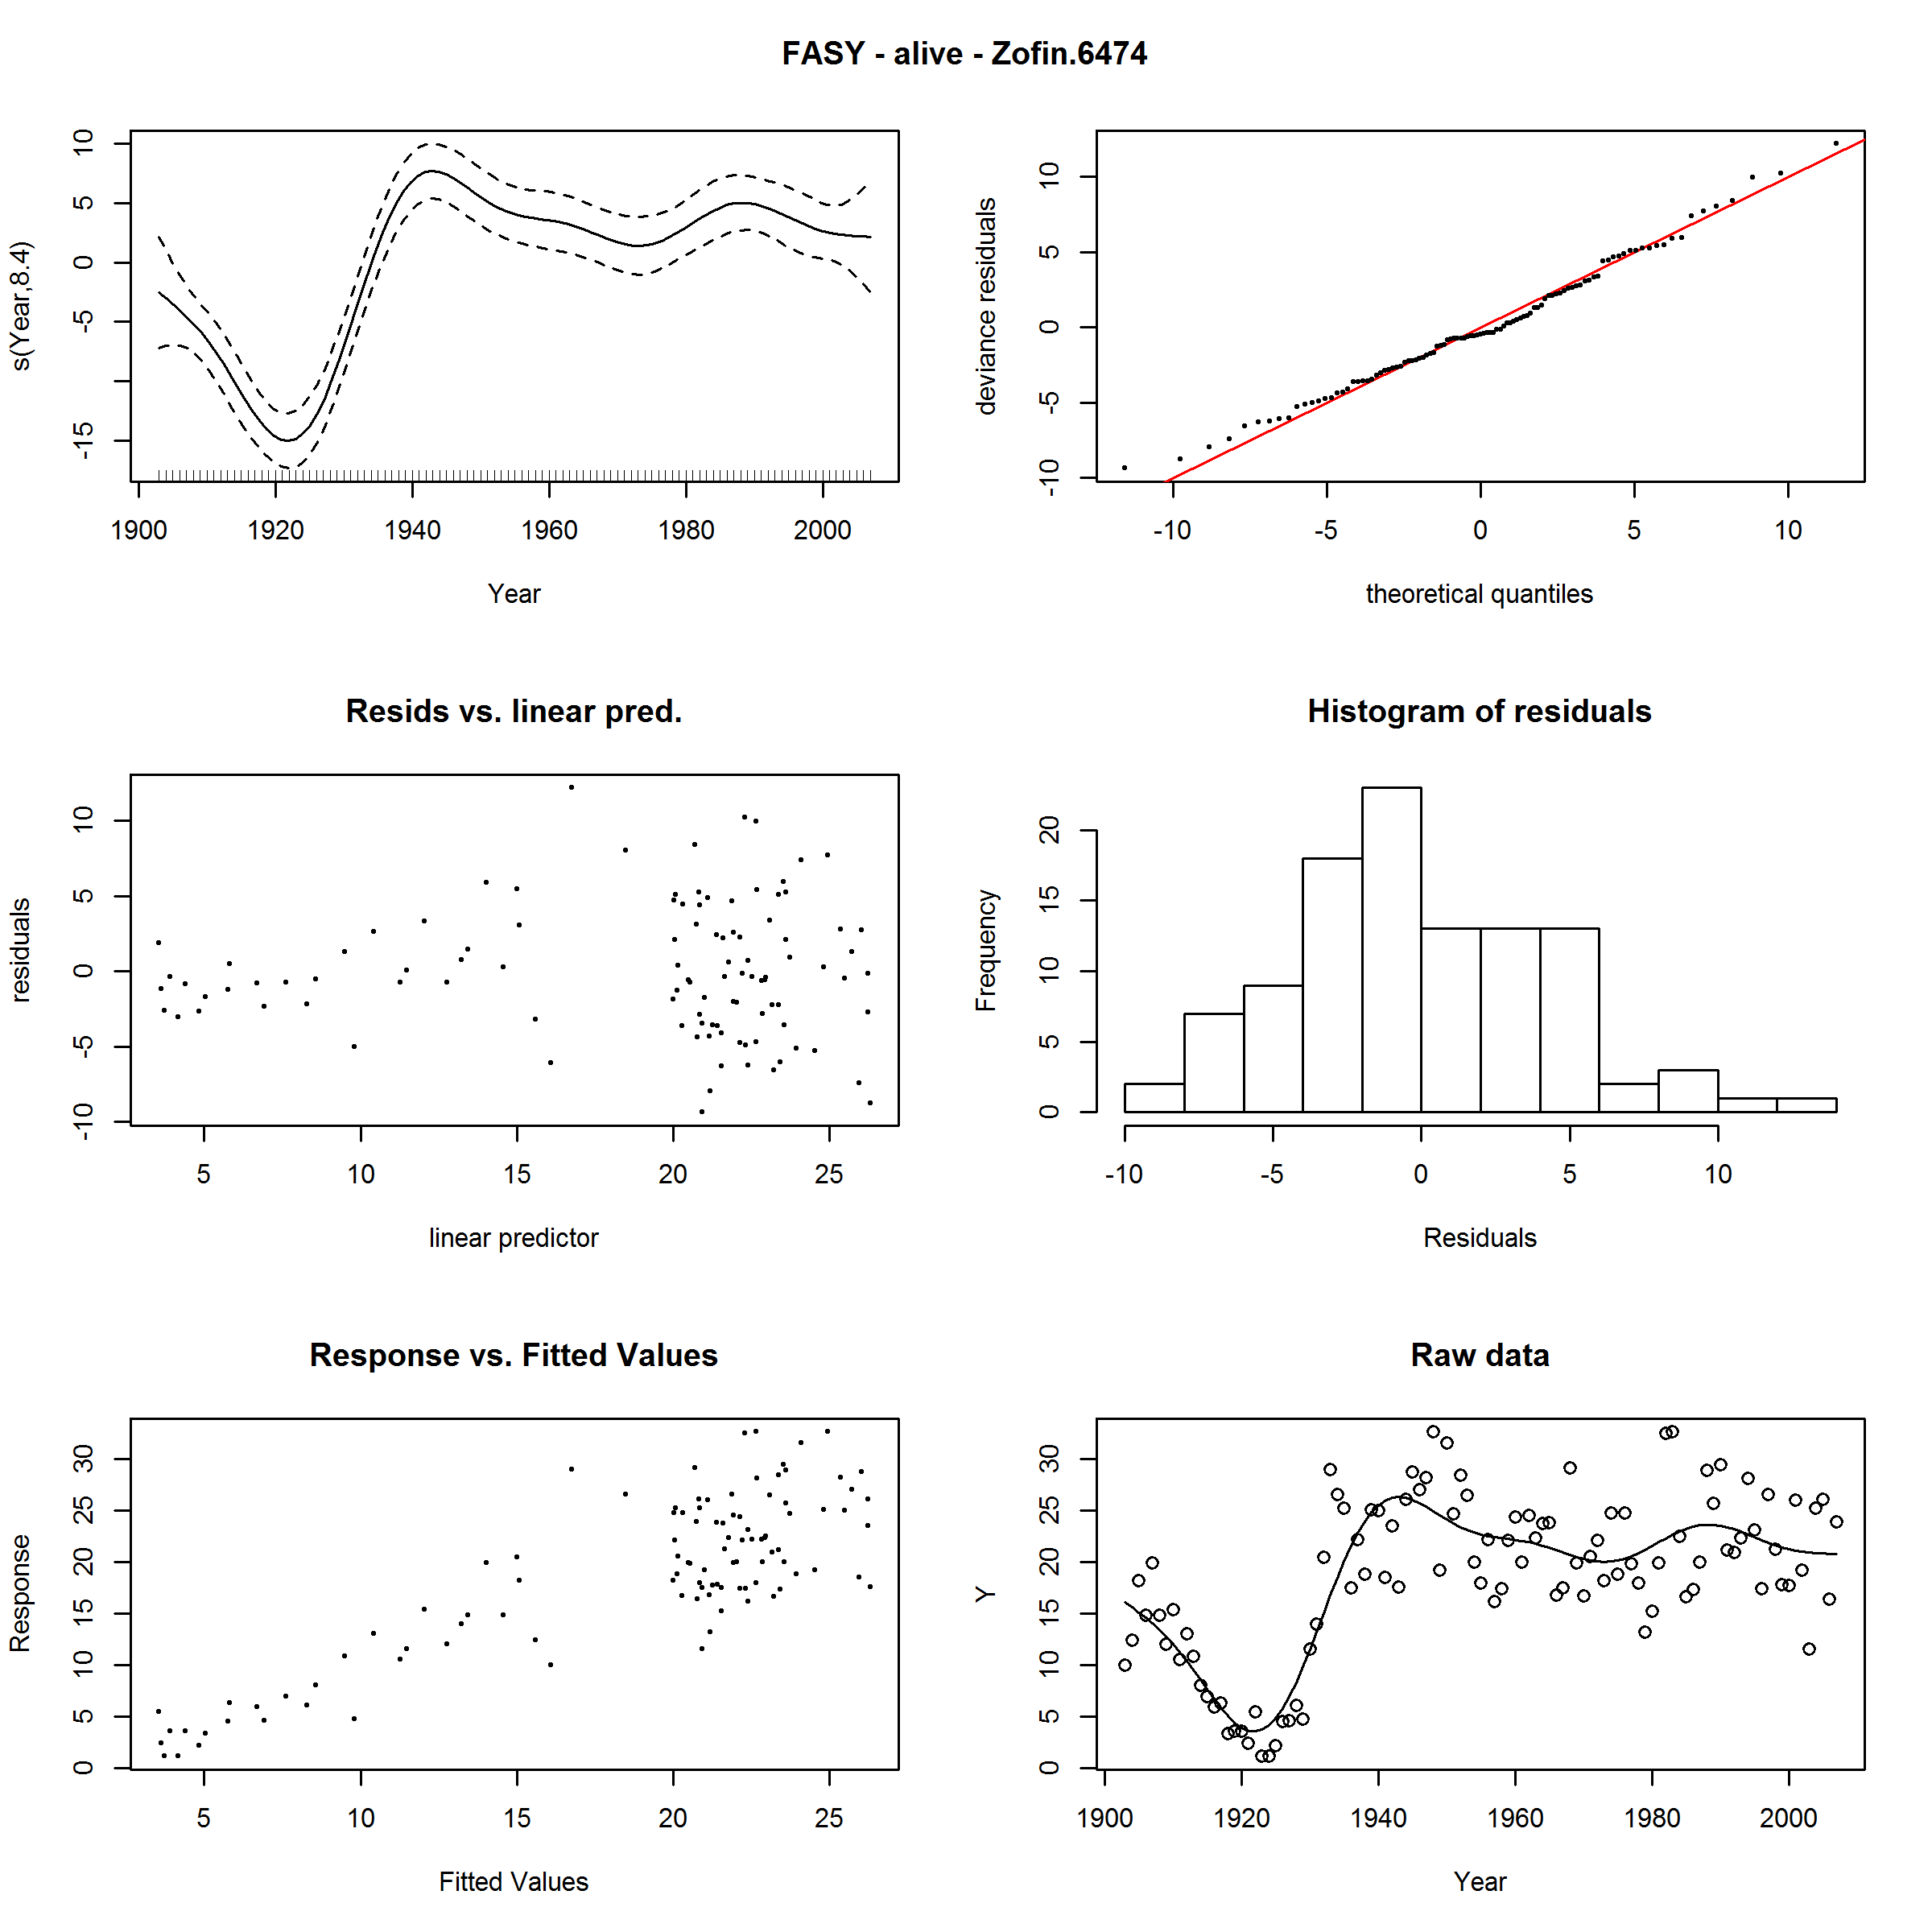 FASY - alive - Zofin.6474
s(Year,8.4)
10
5
0
-5
-15
1900 1920 1940 1960 1980 2000
Year
deviance residuals
10
5
0
-5
-10
-10 -5 0 5 10
theoretical quantiles
Resids vs. linear pred.
residuals
10
5
0
-5
-10
5 10 15 20 25
linear predictor
Histogram of residuals
Frequency
20
15
10
5
0
-10 -5 0 5 10
Residuals
Response vs. Fitted Values
Response
30
25
20
15
10
5
0
5 10 15 20 25
Fitted Values
Raw data
Y
30
25
20
15
10
5
0
1900 1920 1940 1960 1980 2000
Year